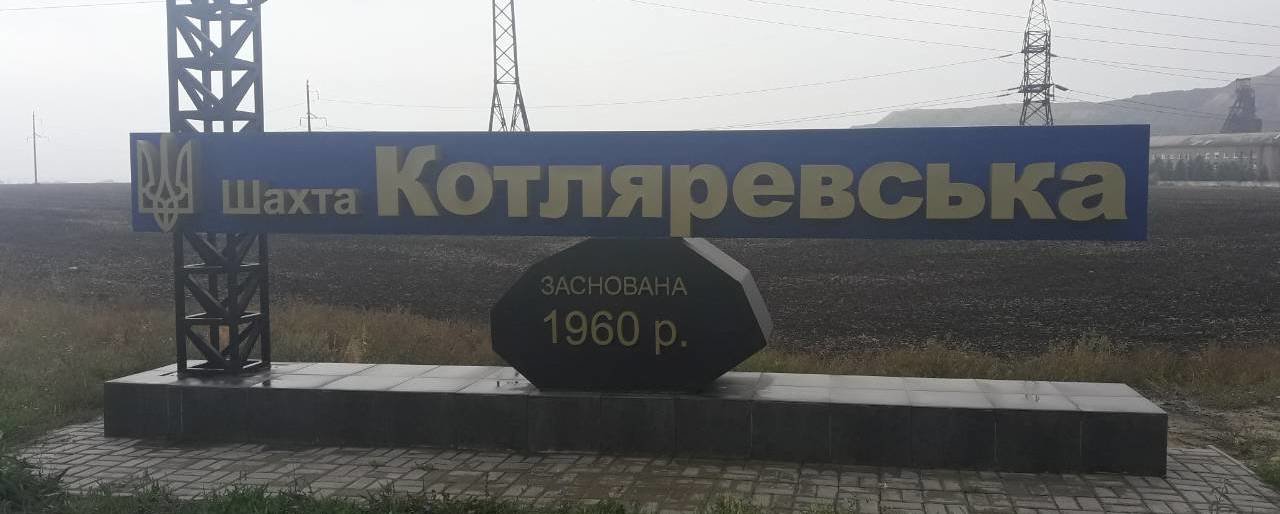 Шахта Котляревська
ЗАСНОВАНА
1960 р.